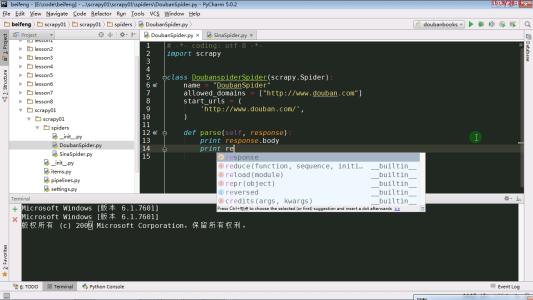 beifeng - [E:\code\beifeng] - ...\scrapy01\scrapy01\spiders\DoubanSpider.py - PyCharm 5.0.2
File Edit View Navigate Code Refactor Run Tools VCS Window Help
beifeng scrapy01 scrapy01 spiders DoubanSpider.py
doubanbooks
Project
DoubanSpider.py SinaSpider.py
lesson1
lesson2
lesson3
lesson4
lesson5
lesson6
lesson7
lesson8
scrapy01
scrapy01
spiders
__init__.py
DoubanSpider.py
SinaSpider.py
__init__.py
items.py
pipelines.py
settings.py
1 # -*- coding: utf-8 -*-
2 import scrapy
3
4
5 class DoubanspiderSpider(scrapy.Spider):
6 name = "DoubanSpider"
7 allowed_domains = ["http://www.douban.com"]
8 start_urls = (
9 'http://www.douban.com/',
10 )
11
12 def parse(self, response):
13 print response.body
14 print re
15
response
reduce(function, sequence, initi... __builtin__
reload(module) __builtin__
repr(object) __builtin__
reversed __builtin__
credits(args, kwargs) __builtin__
Press Ctrl+句点 to choose the selected (or first) suggestion and insert a dot afterwards >>
Terminal
Microsoft Windows [版本 6.1.7601]
Microsoft Windows [版本 6.1.7601]
版权所有 (c) 2009 Microsoft Corporation。保留所有权利。
1: Project
2: Structure
2: Favorites
6: TODO Terminal Python Console Event Log